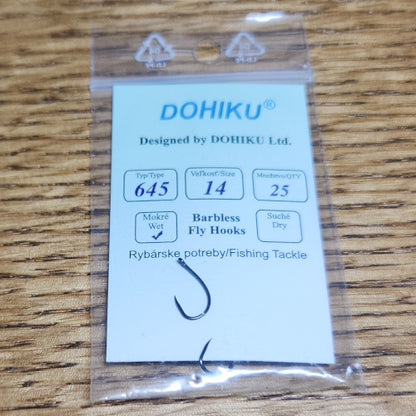 DOHIKU®
Designed by DOHIKU Ltd.
Typ/Type Veľkosť/Size Množstvo/QTY
645 14 25
Mokré Barbless Suché
Wet Fly Hooks Dry
Rybárske potreby/Fishing Tackle